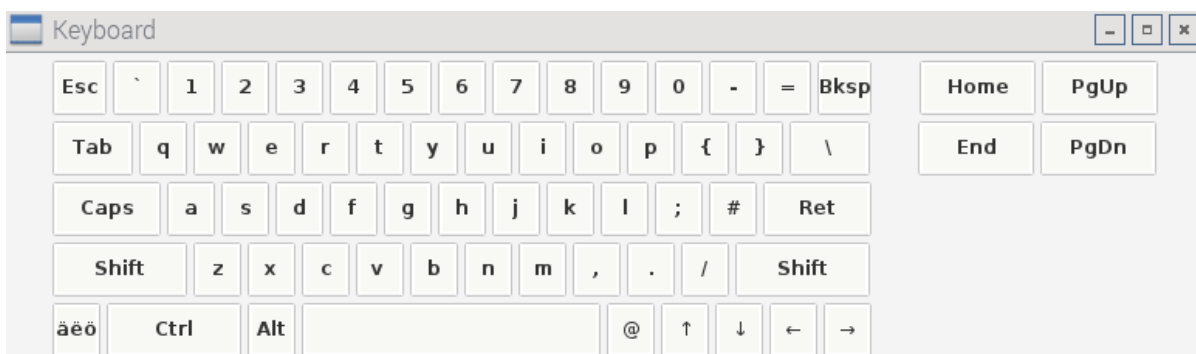 Keyboard
Esc ` 1 2 3 4 5 6 7 8 9 0 - = Bksp Home PgUp
Tab q w e r t y u i o p { } \ End PgDn
Caps a s d f g h j k l ; # Ret
Shift z x c v b n m , . / Shift
äëö Ctrl Alt @ ↑ ↓ ← →